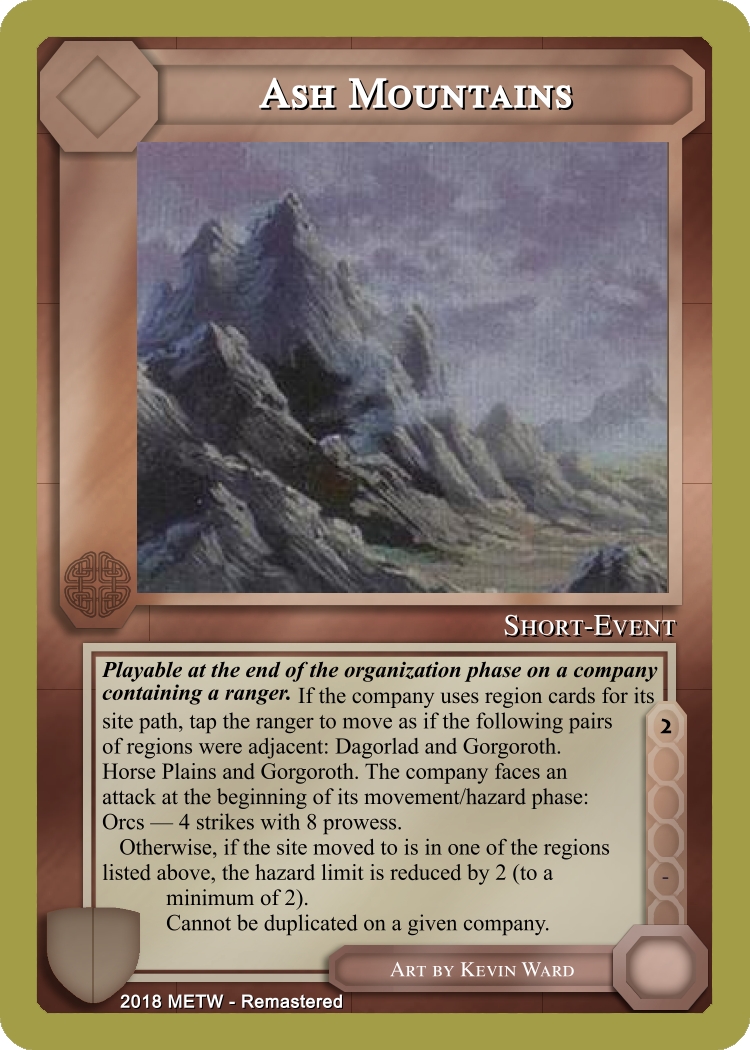 Ash Mountains
Short-Event
Playable at the end of the organization phase on a company
containing a ranger. If the company uses region cards for its
site path, tap the ranger to move as if the following pairs
of regions were adjacent: Dagorlad and Gorgoroth.
Horse Plains and Gorgoroth. The company faces an
attack at the beginning of its movement/hazard phase:
Orcs — 4 strikes with 8 prowess.
Otherwise, if the site moved to is in one of the regions
listed above, the hazard limit is reduced by 2 (to a
minimum of 2).
Cannot be duplicated on a given company.
2
-
Art by Kevin Ward
2018 METW - Remastered